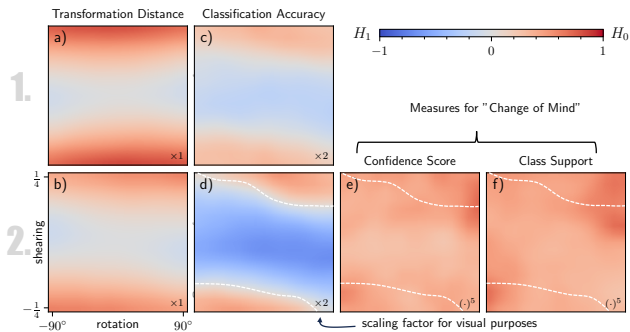 Transformation Distance
Classification Accuracy
H₁ H₀
−1 0 1
1.
a) ×1
c) ×2
Measures for "Change of Mind"
Confidence Score
Class Support
2.
shearing
1/4
−1/4
b) ×1
d) ×2
e) (·)⁵
f) (·)⁵
−90° rotation 90°
scaling factor for visual purposes